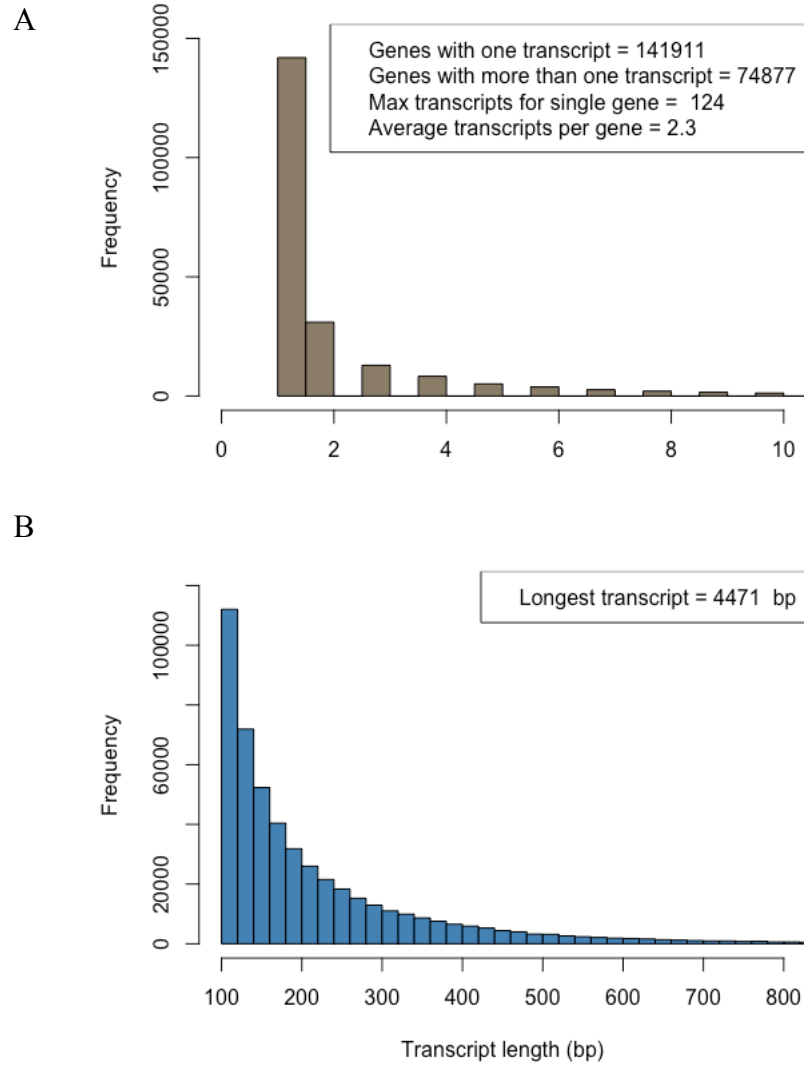 A
Genes with one transcript = 141911
Genes with more than one transcript = 74877
Max transcripts for single gene =  124
Average transcripts per gene = 2.3
Frequency
150000
100000
50000
0
0 2 4 6 8 10
B
Longest transcript = 4471  bp
Frequency
100000
60000
20000
0
100 200 300 400 500 600 700 800
Transcript length (bp)